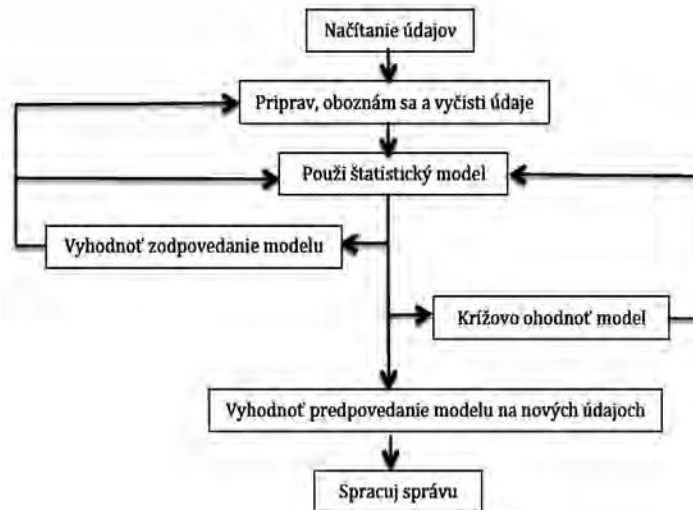 Načítanie údajov
Priprav, oboznám sa a vyčisti údaje
Použi štatistický model
Vyhodnoť zodpovedanie modelu
Krížovo ohodnoť model
Vyhodnoť predpovedanie modelu na nových údajoch
Spracuj správu